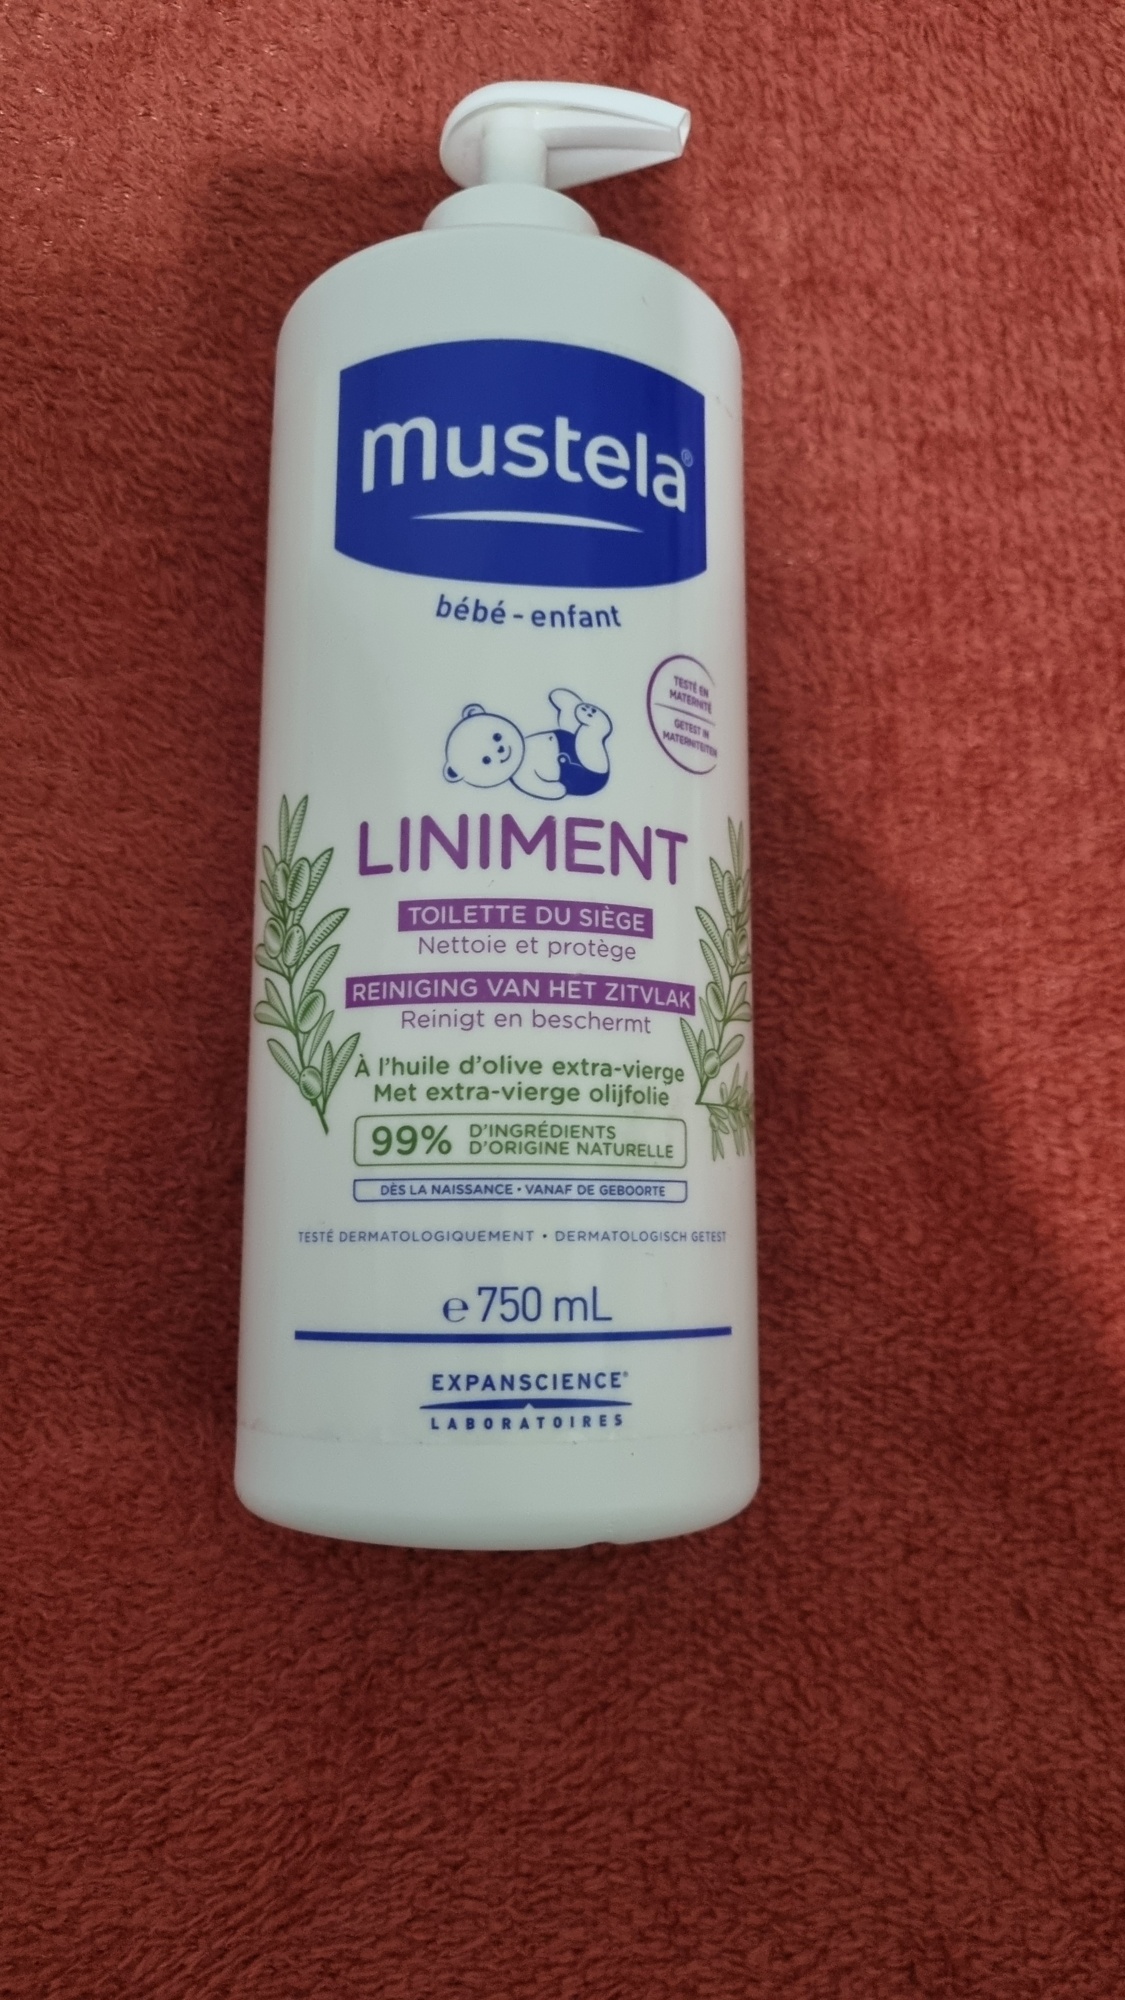 mustela®
bébé - enfant
TESTÉ EN
MATERNITÉ
GETEST IN
MATERNITEITEN
LINIMENT
TOILETTE DU SIÈGE
Nettoie et protège
REINIGING VAN HET ZITVLAK
Reinigt en beschermt
À l'huile d'olive extra-vierge
Met extra-vierge olijfolie
99% D'INGRÉDIENTS
D'ORIGINE NATURELLE
DÈS LA NAISSANCE • VANAF DE GEBOORTE
TESTÉ DERMATOLOGIQUEMENT • DERMATOLOGISCH GETEST
℮ 750 mL
EXPANSCIENCE®
LABORATOIRES